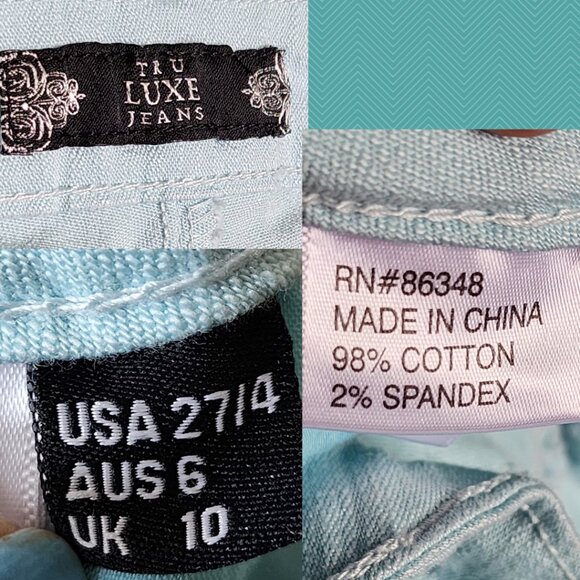 TRU
LUXE
JEANS
RN#86348
MADE IN CHINA
98% COTTON
2% SPANDEX
USA 27/4
AUS 6
UK 10